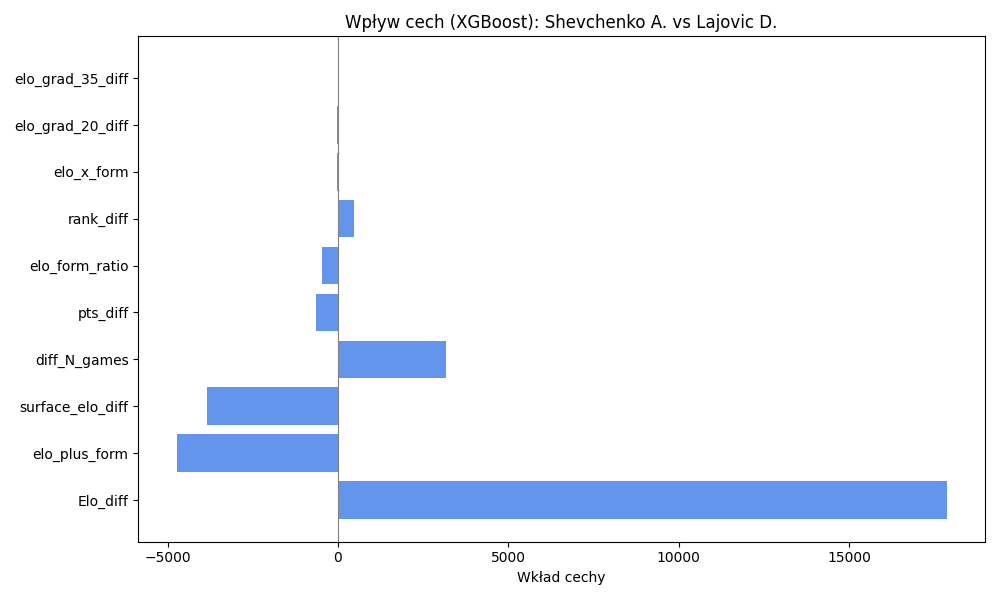 Wpływ cech (XGBoost): Shevchenko A. vs Lajovic D.
elo_grad_35_diff
elo_grad_20_diff
elo_x_form
rank_diff
elo_form_ratio
pts_diff
diff_N_games
surface_elo_diff
elo_plus_form
Elo_diff
−5000 0 5000 10000 15000
Wkład cechy